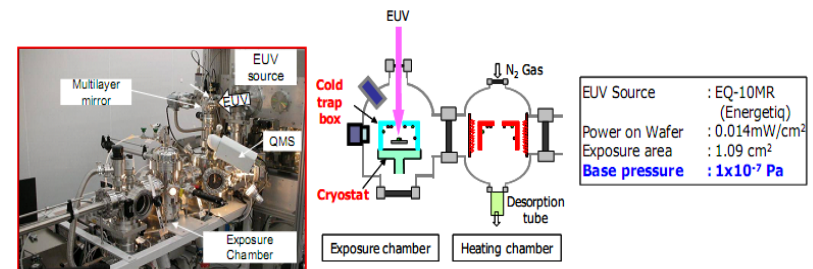 EUV
source
Multilayer
mirror
EUV
QMS
Exposure
Chamber
EUV
Cold
trap
box
Cryostat
N2 Gas
Desorption
tube
Exposure chamber
Heating chamber
EUV Source : EQ-10MR
(Energetiq)
Power on Wafer : 0.014mW/cm2
Exposure area : 1.09 cm2
Base pressure : 1x10-7 Pa